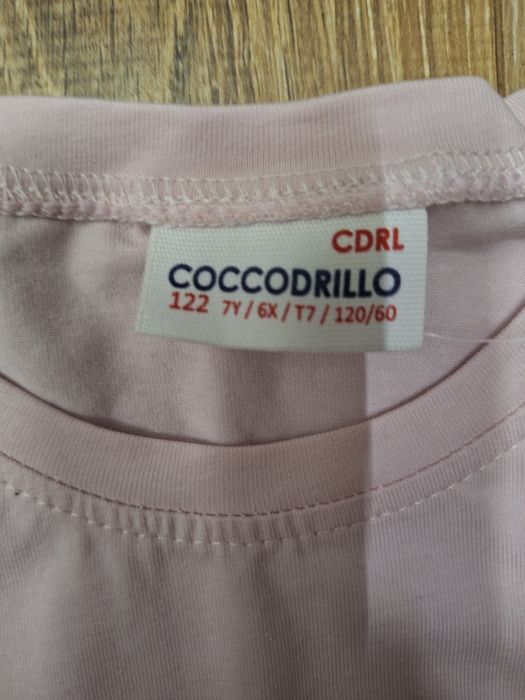 CDRL
COCCODRILLO
122 7Y / 6X / T7 / 120/60